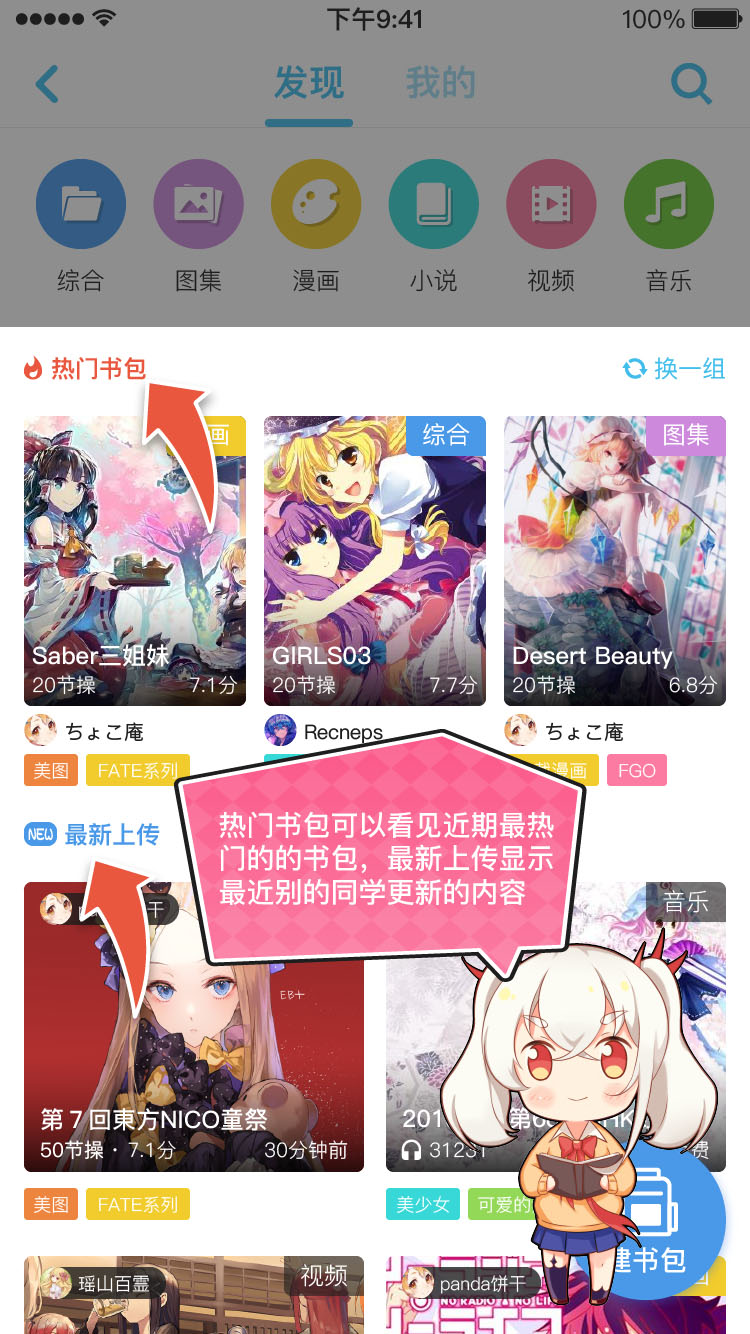 下午9:41
100%
发现
我的
综合
图集
漫画
小说
视频
音乐
热门书包
换一组
画
综合
图集
Saber三姐妹
GIRLS03
Desert Beauty
20节操
7.1分
20节操
7.7分
20节操
6.8分
ちょこ庵
Recneps
ちょこ庵
美图
FATE系列
漫画
FGO
热门书包可以看见近期最热
门的的书包，最新上传显示
最近别的同学更新的内容
NEW 最新上传
干
音乐
EB+
第７回東方NICO童祭
50节操 · 7.1分
30分钟前
201
第6
31231
费
美图
FATE系列
美少女
可爱的
建书包
瑶山百霊
视频
panda饼干
画
NO RADIO
NO LI